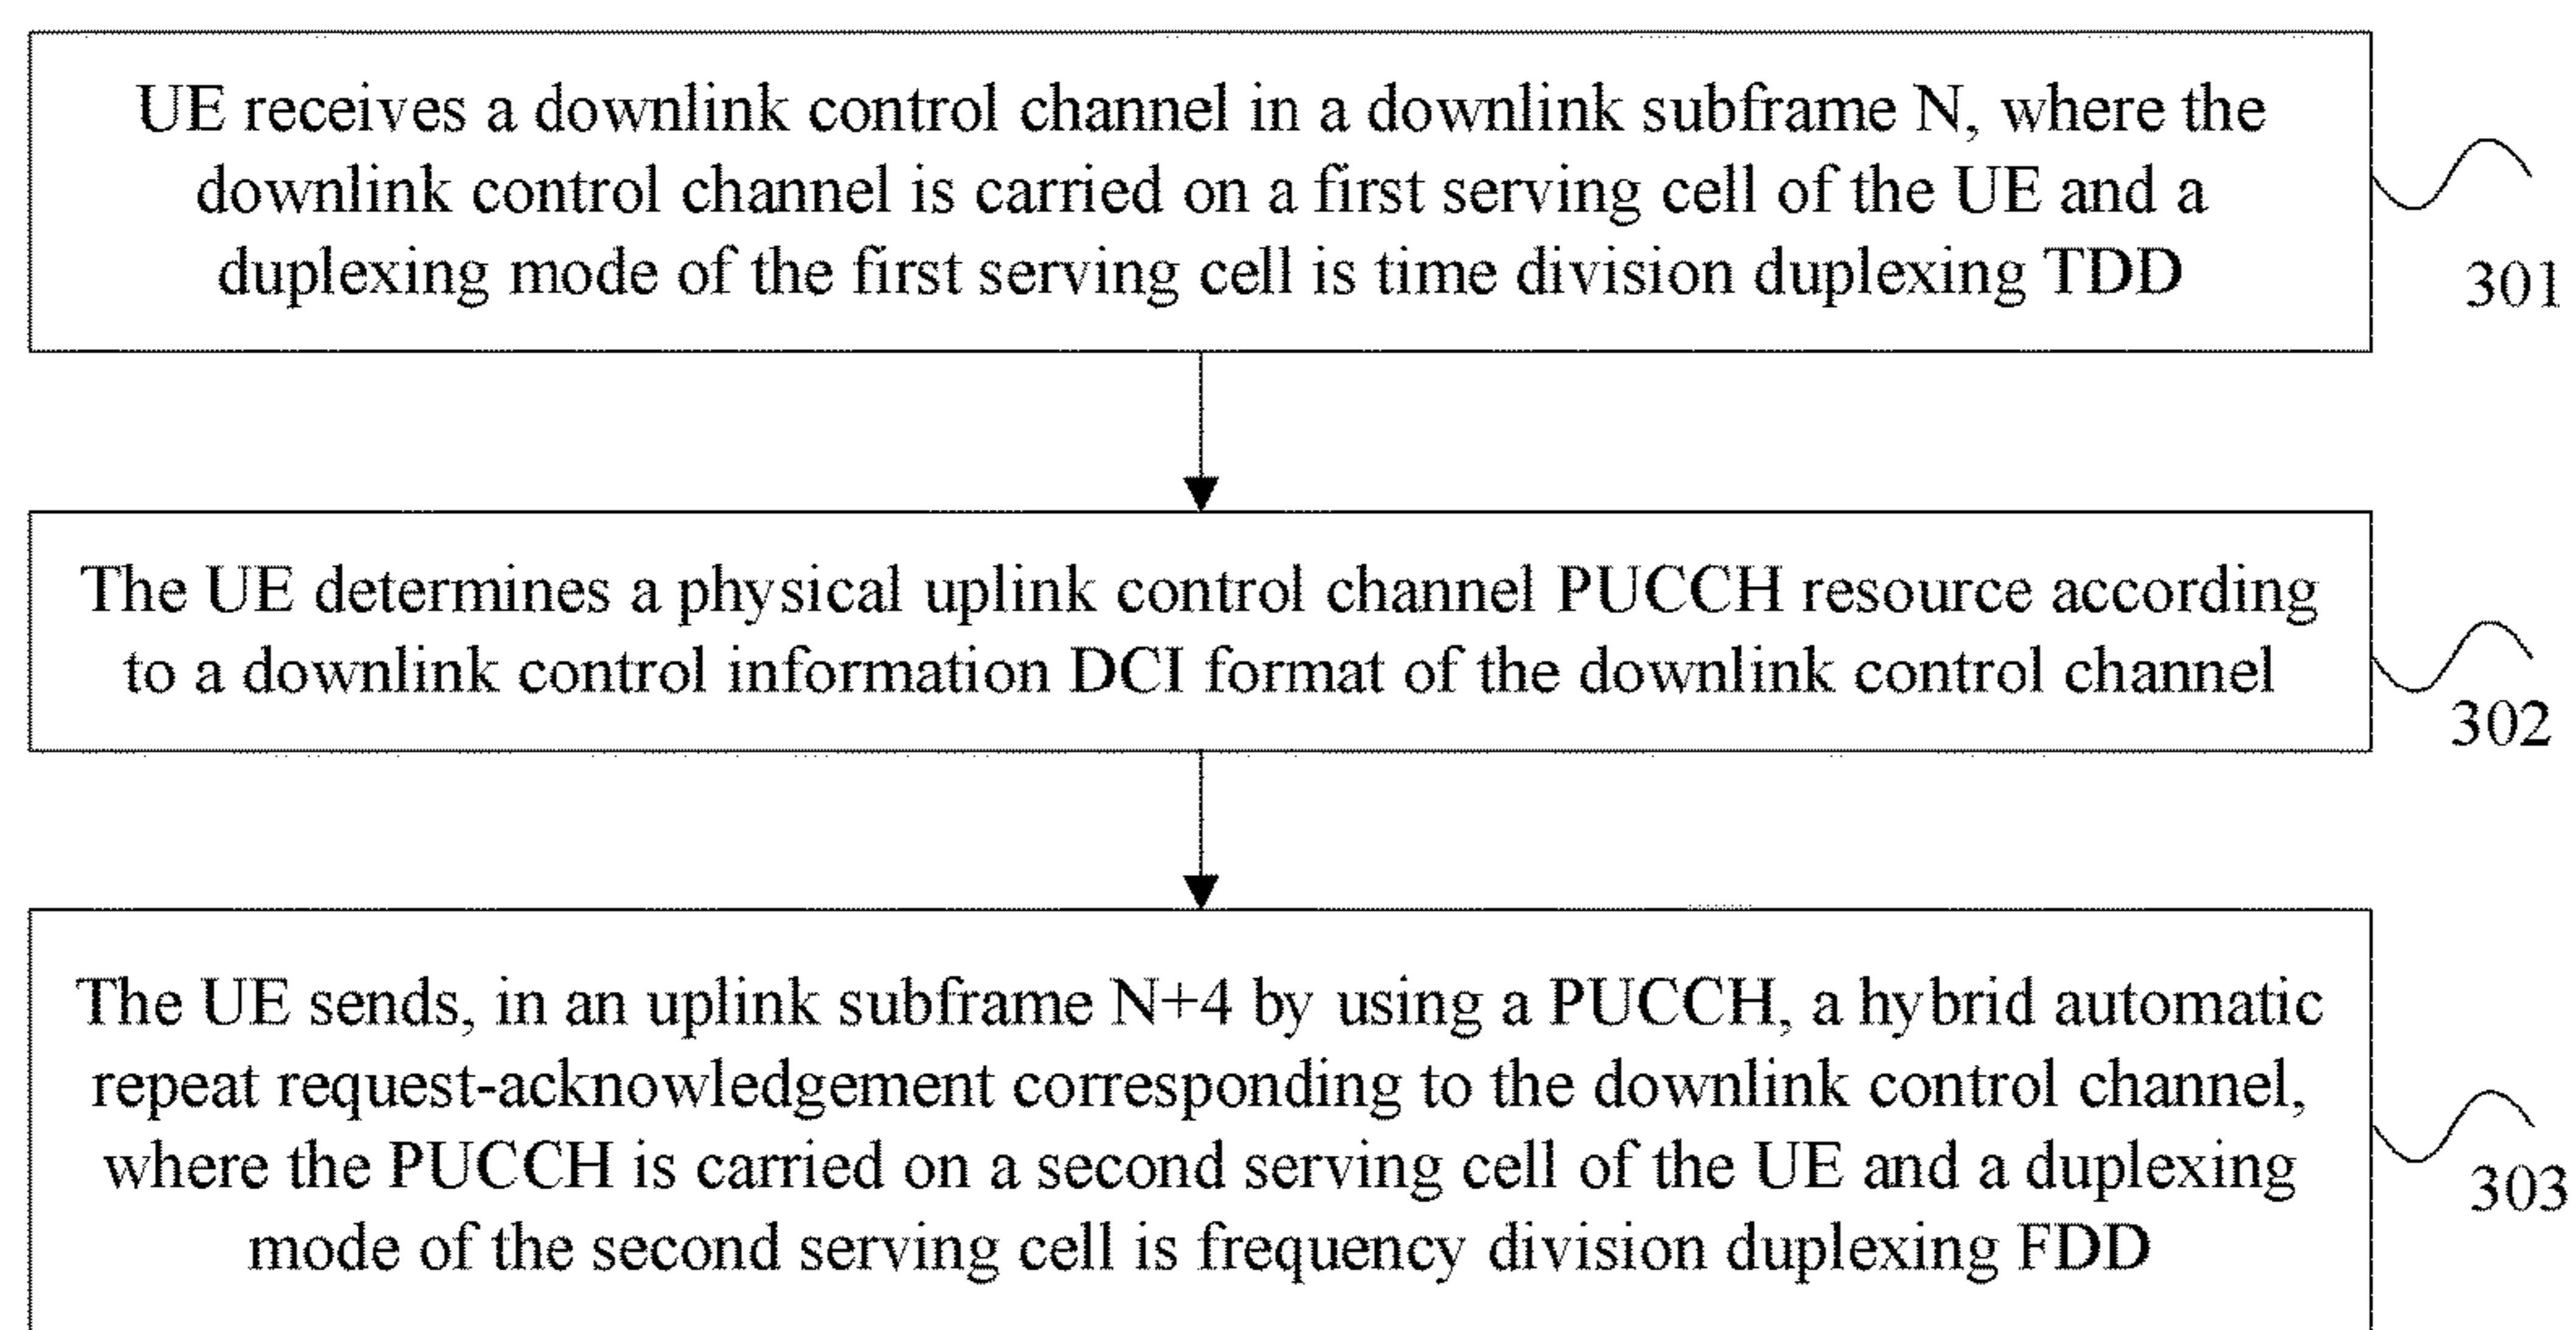 UE receives a downlink control channel in a downlink subframe N, where the
downlink control channel is carried on a first serving cell of the UE and a
duplexing mode of the first serving cell is time division duplexing TDD
301
The UE determines a physical uplink control channel PUCCH resource according
to a downlink control information DCI format of the downlink control channel
302
The UE sends, in an uplink subframe N+4 by using a PUCCH, a hybrid automatic
repeat request-acknowledgement corresponding to the downlink control channel,
where the PUCCH is carried on a second serving cell of the UE and a duplexing
mode of the second serving cell is frequency division duplexing FDD
303